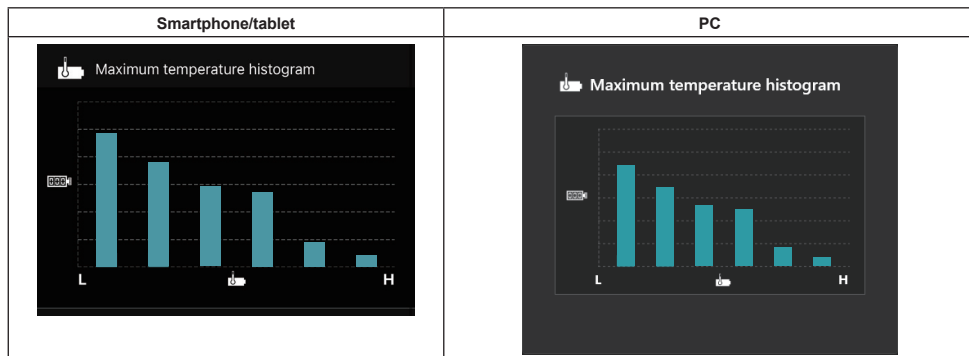 Smartphone/tablet
PC
Maximum temperature histogram
L
H
Maximum temperature histogram
L
H